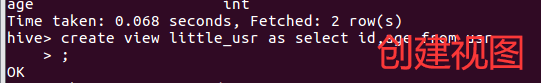 age                     int
Time taken: 0.068 seconds, Fetched: 2 row(s)
hive> create view little_usr as select id,age from usr
    > ;
OK
创建视图